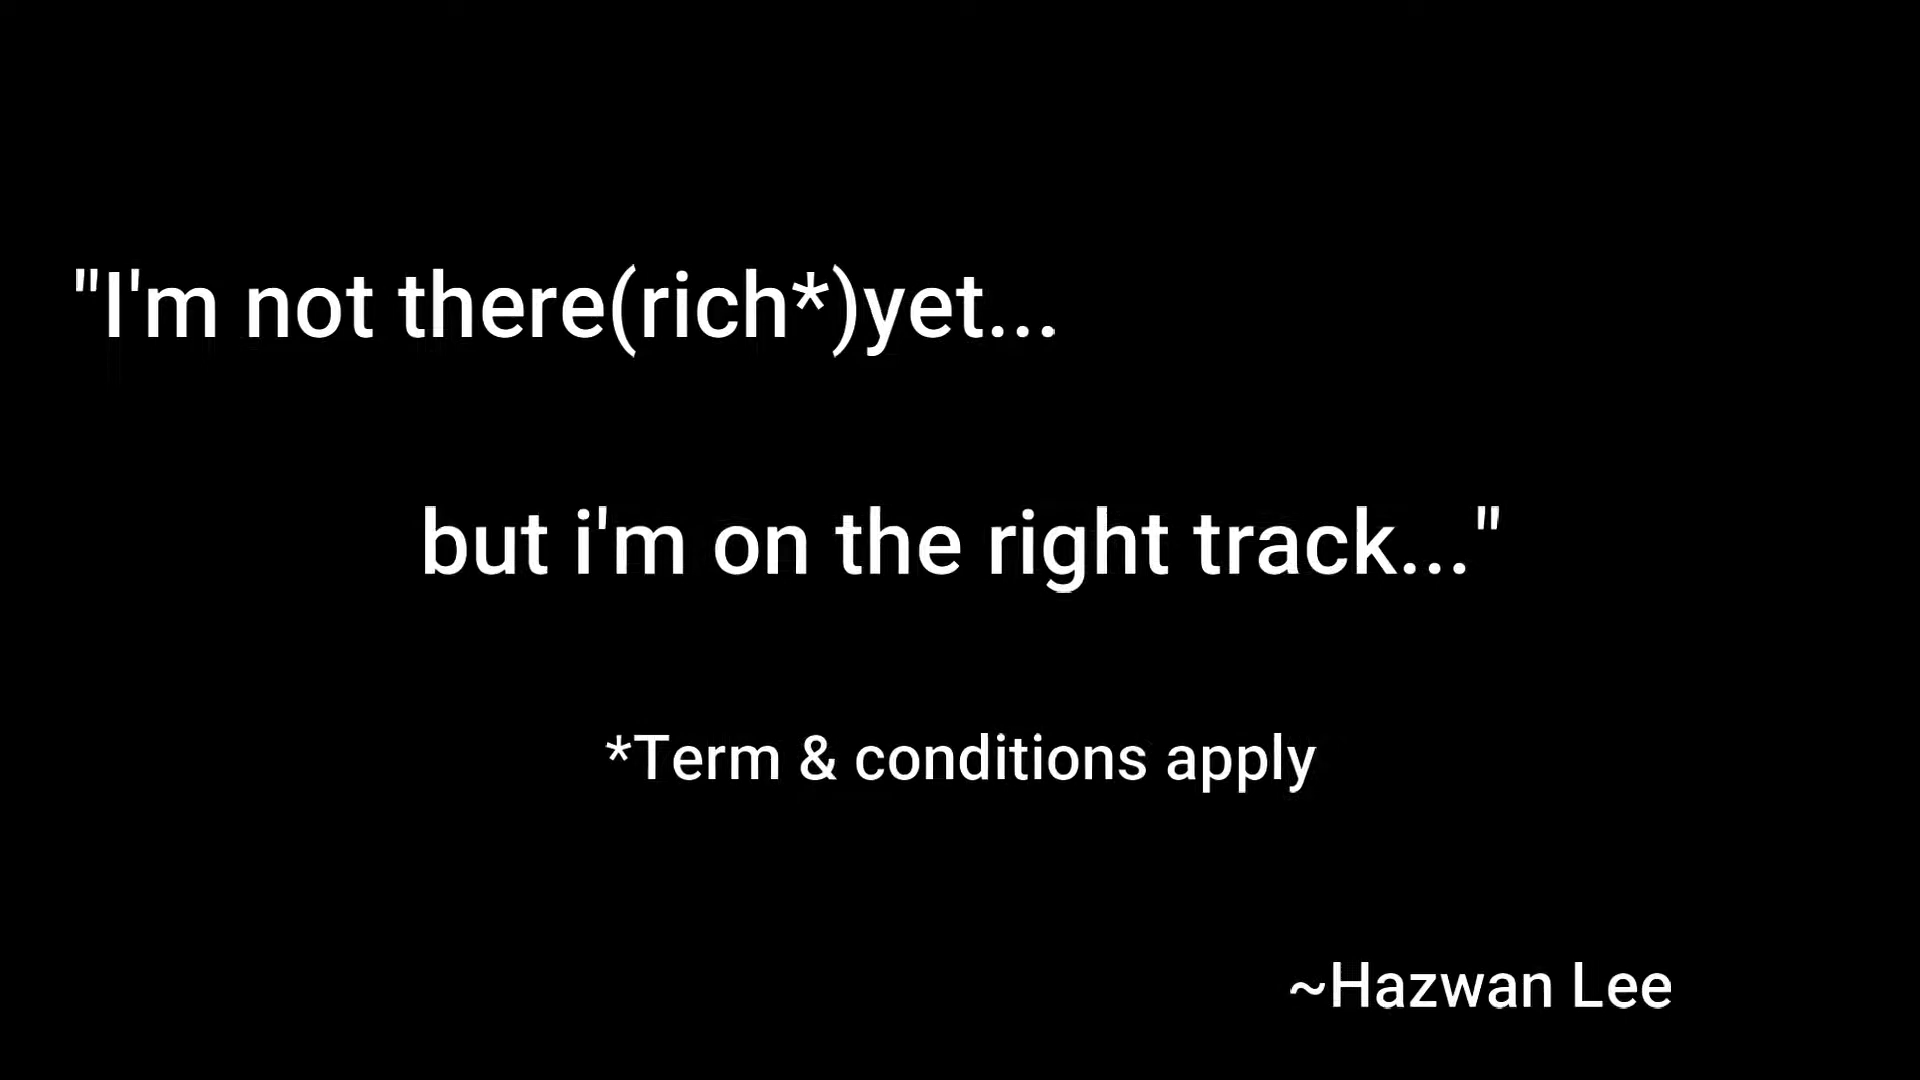 "I'm not there(rich*)yet...
but i'm on the right track..."
*Term & conditions apply
~Hazwan Lee